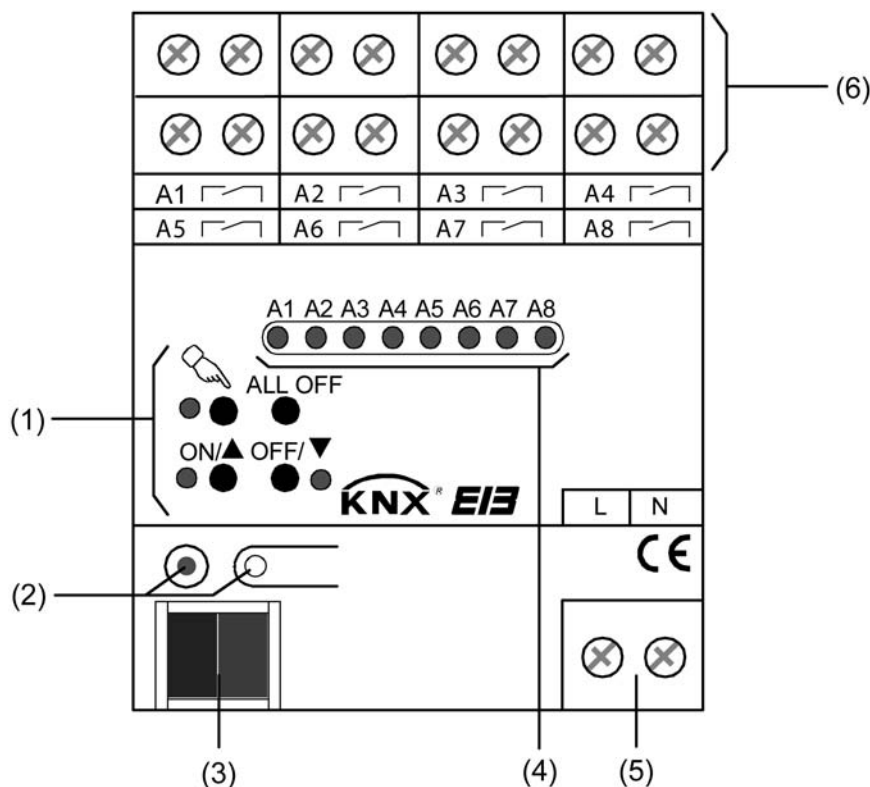 (6)
A1 A2 A3 A4
A5 A6 A7 A8
A1 A2 A3 A4 A5 A6 A7 A8
ALL OFF
(1)
ON/▲ OFF/ ▼
KNX ® EIB
L N
CE
(2)
(3) (4) (5)